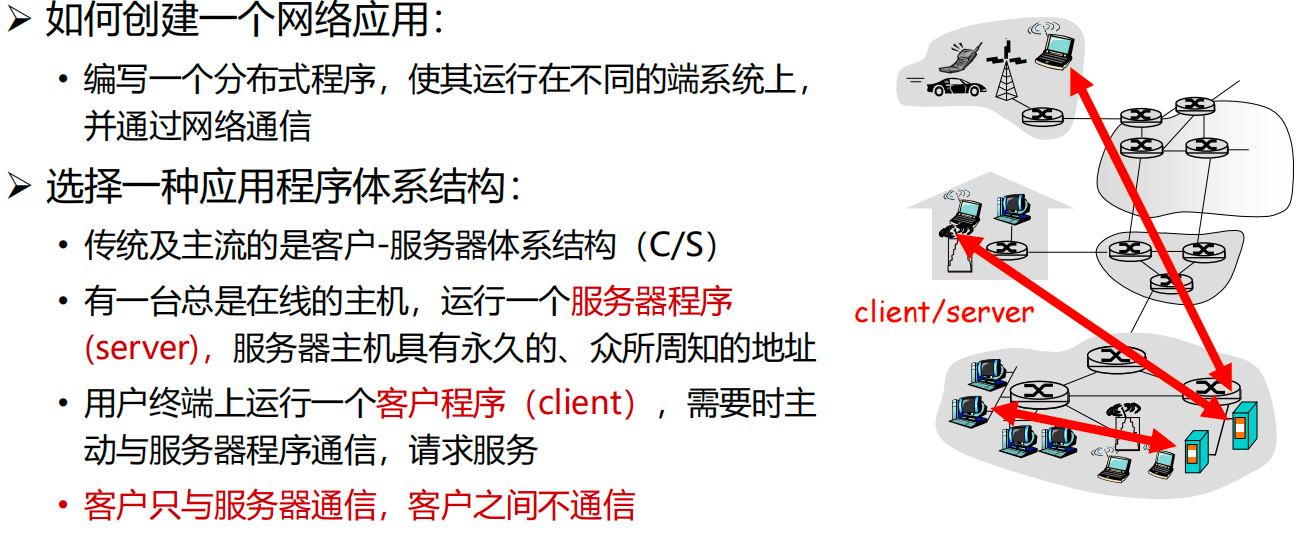 ➢ 如何创建一个网络应用：
• 编写一个分布式程序，使其运行在不同的端系统上，
并通过网络通信
➢ 选择一种应用程序体系结构：
• 传统及主流的是客户-服务器体系结构（C/S）
• 有一台总是在线的主机，运行一个服务器程序
(server)，服务器主机具有永久的、众所周知的地址
• 用户终端上运行一个客户程序（client），需要时主
动与服务器程序通信，请求服务
• 客户只与服务器通信，客户之间不通信
client/server